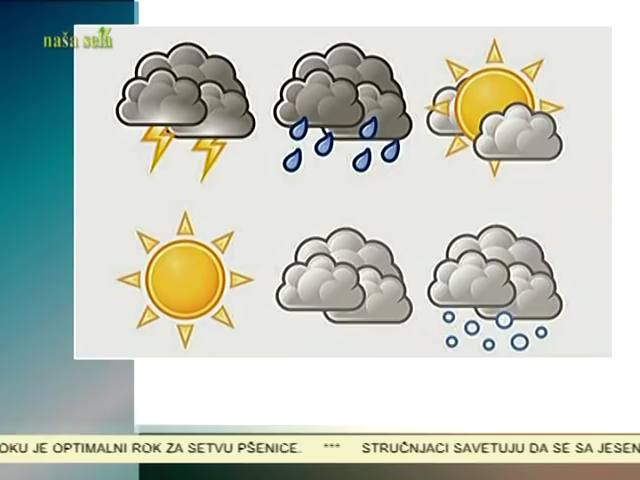 naša sela
OKU JE OPTIMALNI ROK ZA SETVU PŠENICE. *** STRUČNJACI SAVETUJU DA SE SA JESEN